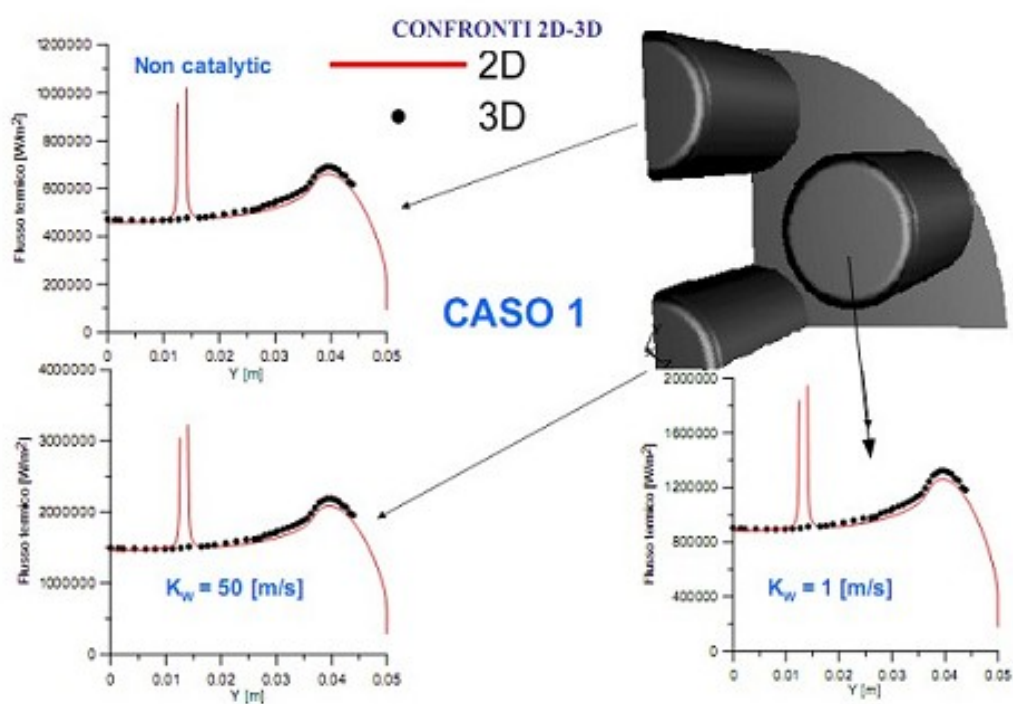 CONFRONTI 2D-3D
2D
3D
Non catalytic
Flusso termico [W/m²]
1200000
1000000
800000
600000
400000
200000
0
0 0.01 0.02 0.03 0.04 0.05
Y [m]
CASO 1
Flusso termico [W/m²]
4000000
3000000
2000000
1000000
0
K_w = 50 [m/s]
0 0.01 0.02 0.03 0.04 0.05
Y [m]
Flusso termico [W/m²]
2000000
1600000
1200000
800000
400000
0
K_w = 1 [m/s]
0 0.01 0.02 0.03 0.04 0.05
Y [m]